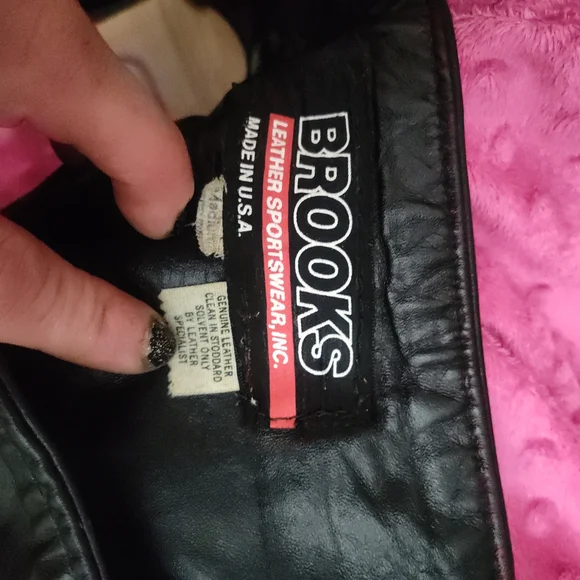 BROOKS
LEATHER SPORTSWEAR, INC.
MADE IN U.S.A.
GENUINE LEATHER
CLEAN IN STODDARD
SOLVENT ONLY
BY LEATHER
SPECIALIST